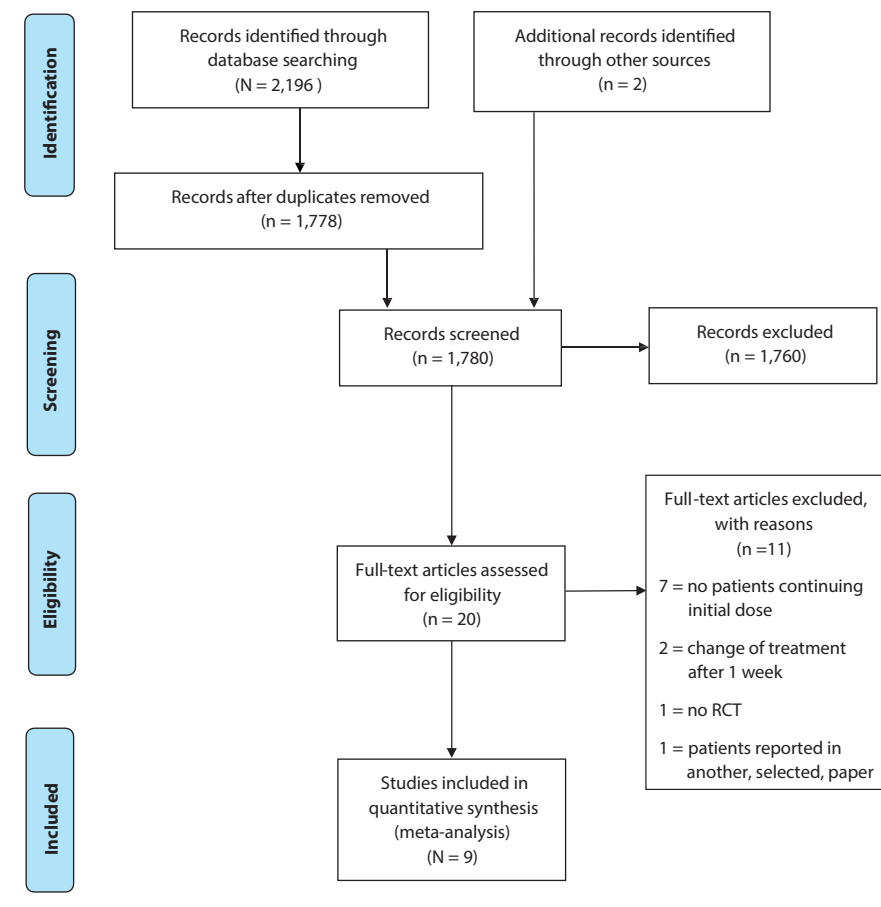 Identification
Records identified through
database searching
(N = 2,196 )
Additional records identified
through other sources
(n = 2)
Records after duplicates removed
(n = 1,778)
Screening
Records screened
(n = 1,780)
Records excluded
(n = 1,760)
Eligibility
Full-text articles assessed
for eligibility
(n = 20)
Full-text articles excluded,
with reasons
(n =11)
7 = no patients continuing
initial dose
2 = change of treatment
after 1 week
1 = no RCT
1 = patients reported in
another, selected, paper
Included
Studies included in
quantitative synthesis
(meta-analysis)
(N = 9)